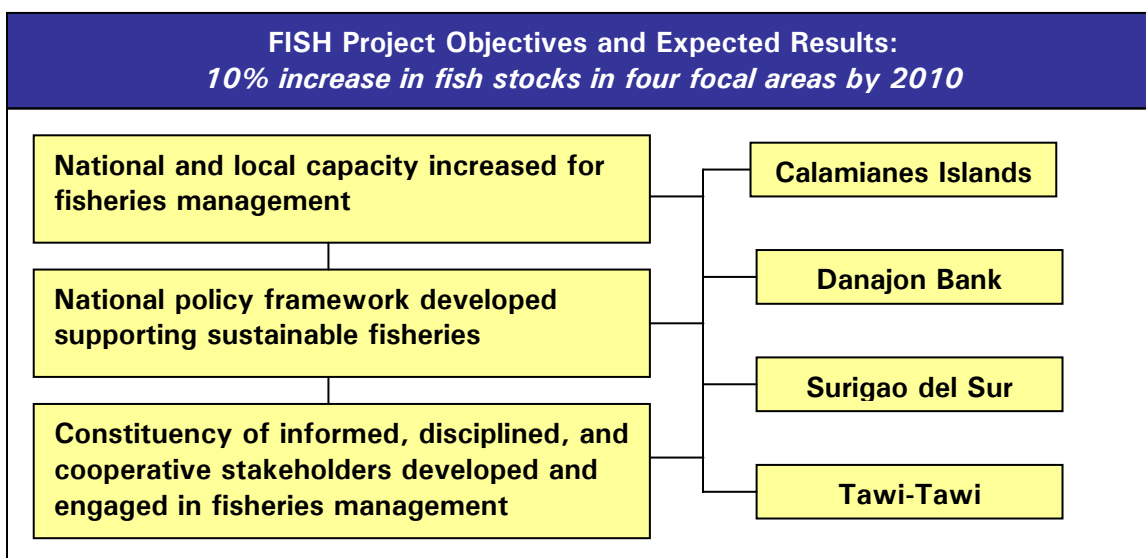 FISH Project Objectives and Expected Results:
10% increase in fish stocks in four focal areas by 2010
National and local capacity increased for
fisheries management
National policy framework developed
supporting sustainable fisheries
Constituency of informed, disciplined, and
cooperative stakeholders developed and
engaged in fisheries management
Calamianes Islands
Danajon Bank
Surigao del Sur
Tawi-Tawi